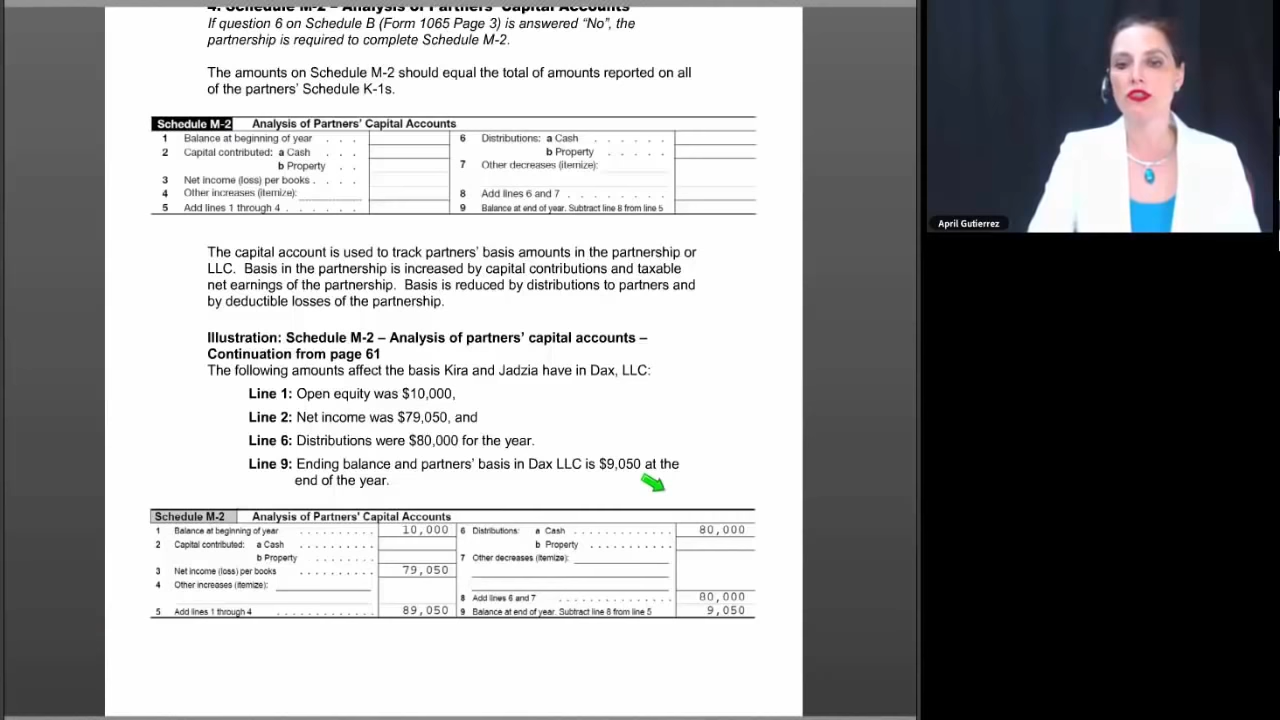 4. Schedule M-2 – Analysis of Partners' Capital Accounts
If question 6 on Schedule B (Form 1065 Page 3) is answered "No", the
partnership is required to complete Schedule M-2.
The amounts on Schedule M-2 should equal the total of amounts reported on all
of the partners' Schedule K-1s.
Schedule M-2 Analysis of Partners' Capital Accounts
1 Balance at beginning of year . . .
2 Capital contributed: a Cash . . .
b Property . .
3 Net income (loss) per books . . . .
4 Other increases (itemize):
5 Add lines 1 through 4 . . . . . .
6 Distributions: a Cash . . . . . .
b Property . . . . .
7 Other decreases (itemize):
8 Add lines 6 and 7 . . . . . . . .
9 Balance at end of year. Subtract line 8 from line 5
The capital account is used to track partners' basis amounts in the partnership or
LLC. Basis in the partnership is increased by capital contributions and taxable
net earnings of the partnership. Basis is reduced by distributions to partners and
by deductible losses of the partnership.
Illustration: Schedule M-2 – Analysis of partners' capital accounts –
Continuation from page 61
The following amounts affect the basis Kira and Jadzia have in Dax, LLC:
Line 1: Open equity was $10,000,
Line 2: Net income was $79,050, and
Line 6: Distributions were $80,000 for the year.
Line 9: Ending balance and partners' basis in Dax LLC is $9,050 at the
end of the year.
Schedule M-2 Analysis of Partners' Capital Accounts
1 Balance at beginning of year . . . . . . . . . . 10,000
2 Capital contributed: a Cash . . . . . . . . . .
b Property . . . . . . . .
3 Net income (loss) per books . . . . . . . . . . 79,050
4 Other increases (itemize):
5 Add lines 1 through 4 . . . . . . . . . . . . . 89,050
6 Distributions: a Cash . . . . . . . . . . . . . 80,000
b Property . . . . . . . . . . .
7 Other decreases (itemize):
8 Add lines 6 and 7 . . . . . . . . . . . . . . . 80,000
9 Balance at end of year. Subtract line 8 from line 5 9,050
April Gutierrez